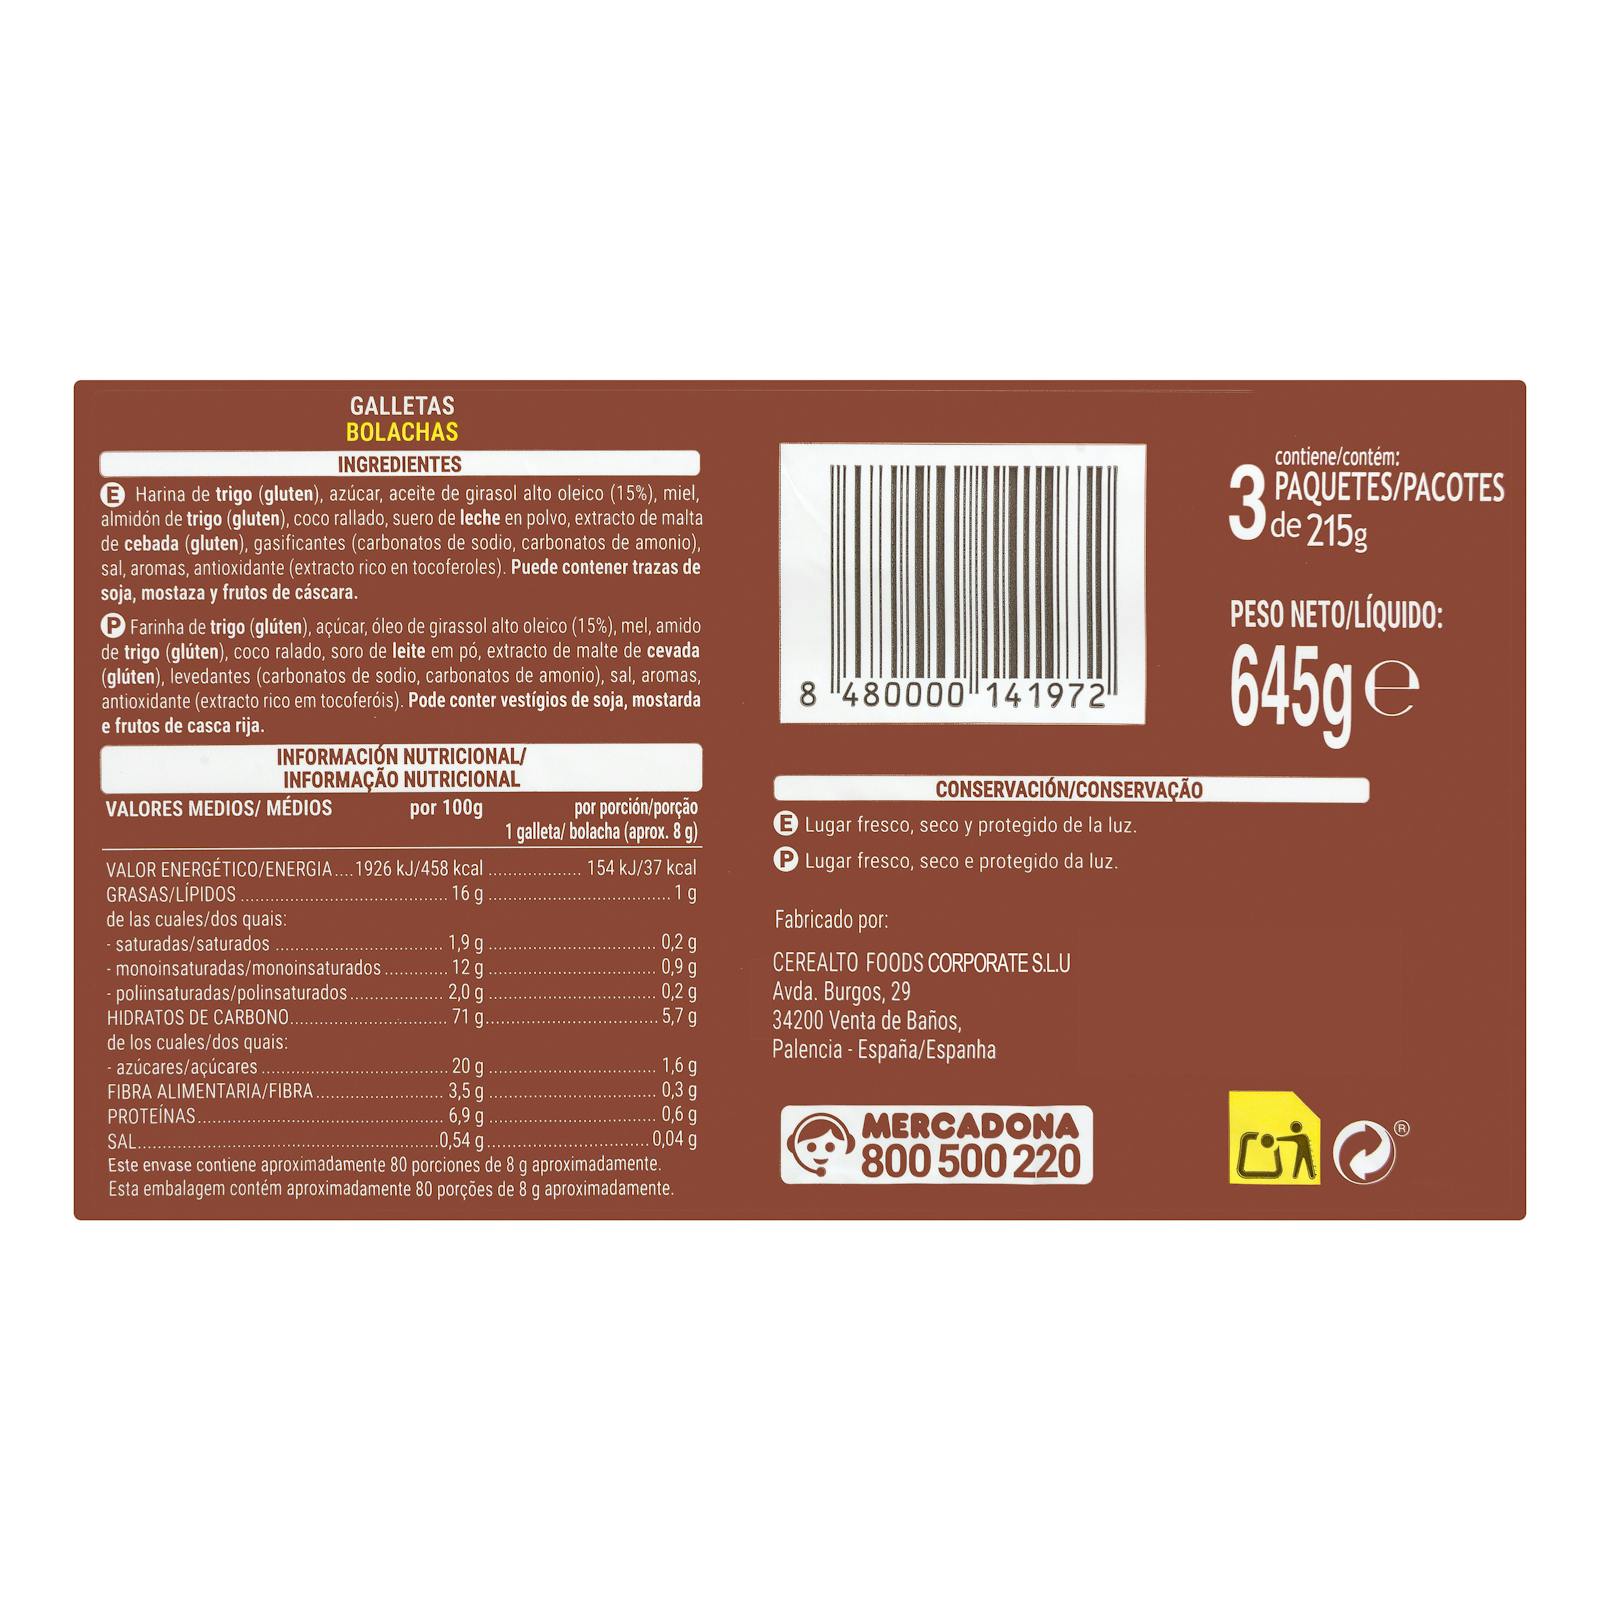 GALLETAS
BOLACHAS
INGREDIENTES
E Harina de trigo (gluten), azúcar, aceite de girasol alto oleico (15%), miel,
almidón de trigo (gluten), coco rallado, suero de leche en polvo, extracto de malta
de cebada (gluten), gasificantes (carbonatos de sodio, carbonatos de amonio),
sal, aromas, antioxidante (extracto rico en tocoferoles). Puede contener trazas de
soja, mostaza y frutos de cáscara.
P Farinha de trigo (glúten), açúcar, óleo de girassol alto oleico (15%), mel, amido
de trigo (glúten), coco ralado, soro de leite em pó, extracto de malte de cevada
(glúten), levedantes (carbonatos de sodio, carbonatos de amonio), sal, aromas,
antioxidante (extracto rico em tocoferóis). Pode conter vestígios de soja, mostarda
e frutos de casca rija.
INFORMACIÓN NUTRICIONAL/
INFORMAÇÃO NUTRICIONAL
VALORES MEDIOS/ MÉDIOS por 100g por porción/porção
1 galleta/ bolacha (aprox. 8 g)
VALOR ENERGÉTICO/ENERGIA....1926 kJ/458 kcal ................. 154 kJ/37 kcal
GRASAS/LÍPIDOS ................. 16 g ................. 1 g
de las cuales/dos quais:
- saturadas/saturados ................. 1,9 g ................. 0,2 g
- monoinsaturadas/monoinsaturados ............. 12 g ................. 0,9 g
- poliinsaturadas/polinsaturados ................. 2,0 g ................. 0,2 g
HIDRATOS DE CARBONO................. 71 g................. 5,7 g
de los cuales/dos quais:
- azúcares/açúcares ................. 20 g ................. 1,6 g
FIBRA ALIMENTARIA/FIBRA ................. 3,5 g ................. 0,3 g
PROTEÍNAS................. 6,9 g ................. 0,6 g
SAL.................0,54 g.................0,04 g
Este envase contiene aproximadamente 80 porciones de 8 g aproximadamente.
Esta embalagem contém aproximadamente 80 porções de 8 g aproximadamente.
8 480000 141972
contiene/contém:
3 PAQUETES/PACOTES
de 215g
PESO NETO/LÍQUIDO:
645g e
CONSERVACIÓN/CONSERVAÇÃO
E Lugar fresco, seco y protegido de la luz.
P Lugar fresco, seco e protegido da luz.
Fabricado por:
CEREALTO FOODS CORPORATE S.L.U
Avda. Burgos, 29
34200 Venta de Baños,
Palencia - España/Espanha
MERCADONA
800 500 220
®